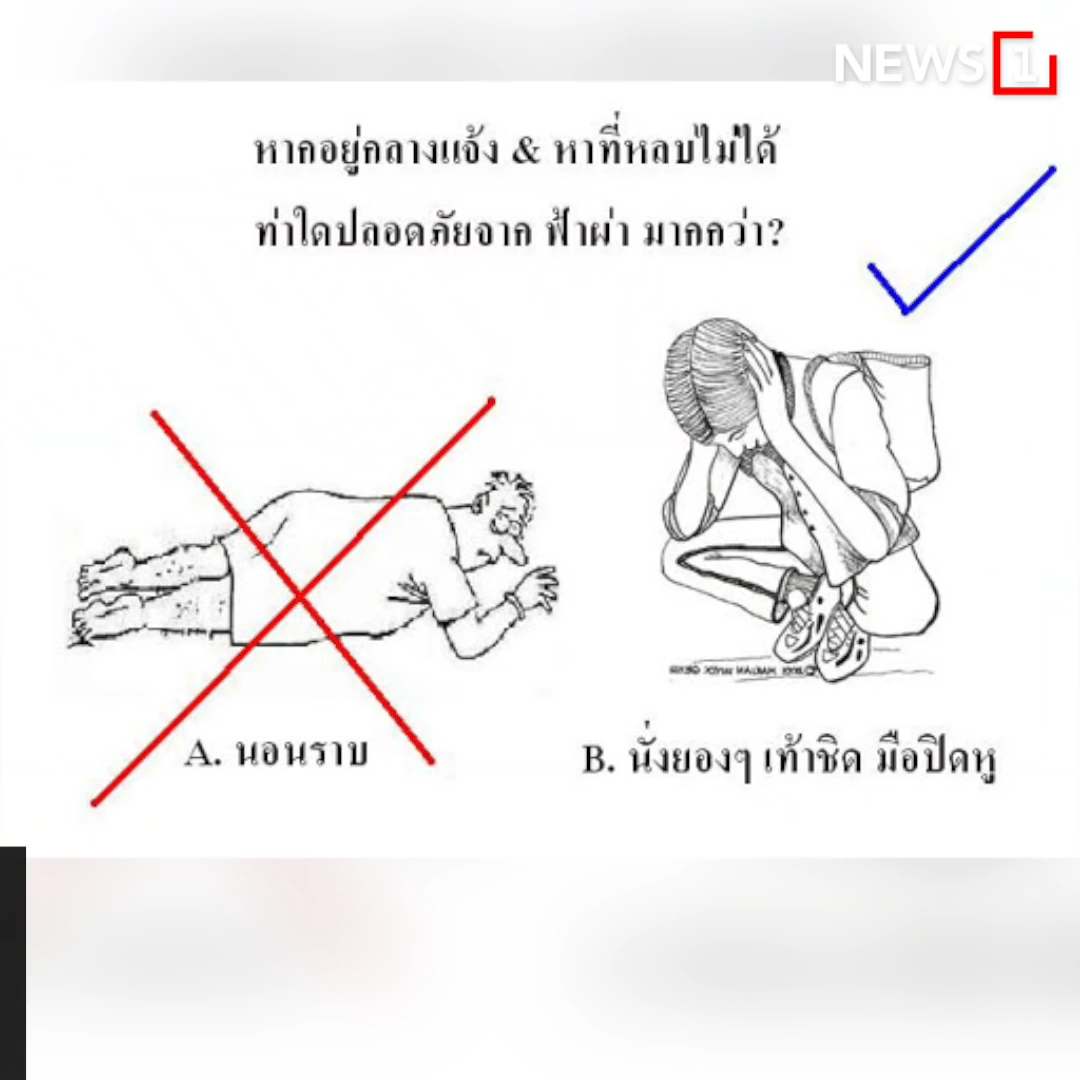 NEWS 1
หากอยู่กลางแจ้ง & หาที่หลบไม่ได้
ท่าใดปลอดภัยจาก ฟ้าผ่า มากกว่า?
A. นอนราบ
B. นั่งยองๆ เท้าชิด มือปิดหู